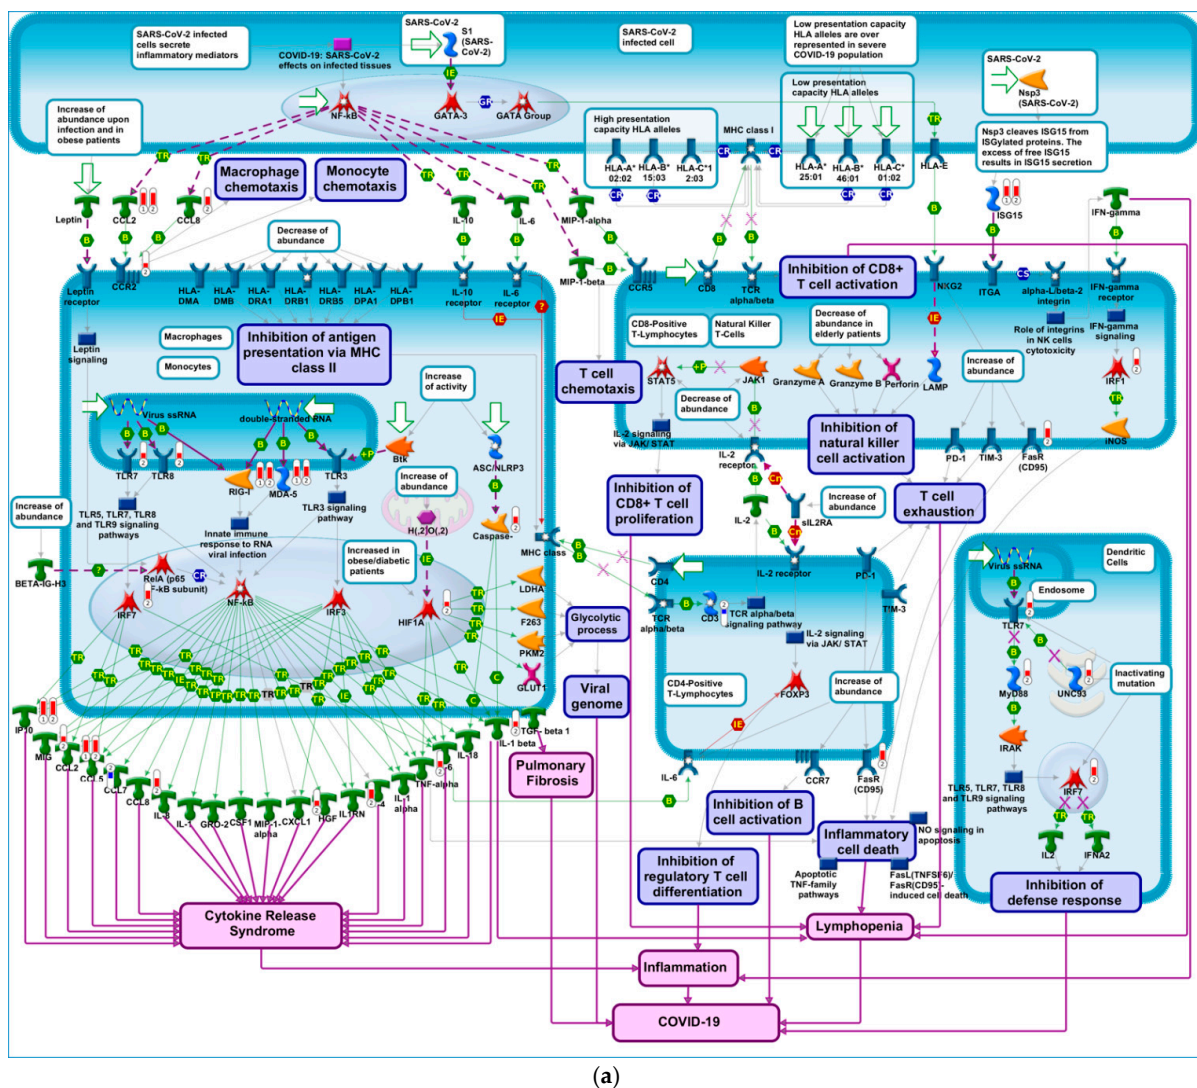 SARS-CoV-2 infected
cells secrete
inflammatory mediators
COVID-19: SARS-CoV-2
effects on infected tissues
SARS-CoV-2
S1
(SARS-
CoV-2)
SARS-CoV-2
infected cell
Low presentation capacity
HLA alleles are over
represented in severe
COVID-19 population
SARS-CoV-2
Nsp3
(SARS-CoV-2)
Increase of
abundance upon
infection and in
obese patients
NF-kB
IE
GATA-3
GR
GATA Group
High presentation
capacity HLA alleles
HLA-A*
02:02
HLA-B*
15:03
HLA-C*1
2:03
CR
MHC class I
CR
Low presentation
capacity HLA alleles
HLA-A*
25:01
HLA-B*
46:01
HLA-C*
01:02
TR
HLA-E
Nsp3 cleaves ISG15 from
ISGylated proteins. The
excess of free ISG15
results in ISG15 secretion
Macrophage
chemotaxis
Monocyte
chemotaxis
Leptin
CCL2
CCL8
IL-10
IL-6
MIP-1-alpha
MIP-1-beta
ISG15
IFN-gamma
Decrease of
abundance
Leptin
receptor
CCR2
HLA-
DMA
HLA-
DMB
HLA-
DRA1
HLA-
DRB1
HLA-
DRB5
HLA-
DPA1
HLA-
DPB1
IL-10
receptor
IL-6
receptor
CCR5
CD8
TCR
alpha/beta
Inhibition of CD8+
T cell activation
NXG2
ITGA
CS
alpha-L/beta-2
integrin
IFN-gamma
receptor
Leptin
signaling
Macrophages
Monocytes
Inhibition of antigen
presentation via MHC
class II
T cell
chemotaxis
CD8-Positive
T-Lymphocytes
Natural Killer
T-Cells
Decrease of
abundance in
elderly patients
STAT5
+P
JAK1
Granzyme A
Granzyme B
Perforin
IE
LAMP
Role of integrins
in NK cells
cytotoxicity
IFN-gamma
signaling
IRF1
TR
iNOS
Increase of
abundance
Decrease of
abundance
IL-2 signaling
via JAK/ STAT
IL-2
receptor
Inhibition of
natural killer
cell activation
PD-1
TIM-3
FasR
(CD95)
Increase
of activity
Virus ssRNA
double-stranded RNA
TLR7
TLR8
RIG-I
MDA-5
TLR3
+P
Btk
ASC/NLRP3
Increase of
abundance
H(,2)O(,2)
Caspase-
TLR5, TLR7, TLR8
and TLR9 signaling
pathways
Innate immune
response to RNA
viral infection
TLR3 signaling
pathway
Increase of
abundance
BETA-IG-H3
?
RelA (p65
NF-kB subunit)
CR
IRF7
NF-kB
IRF3
Increased in
obese/diabetic
patients
HIF1A
MHC class
LDHA
F263
PKM2
GLUT1
Glycolytic
process
Viral
genome
Inhibition of
CD8+ T cell
proliferation
IL-2
Cn
sIL2RA
Increase of
abundance
T cell
exhaustion
IL-2 receptor
PD-1
TIM-3
CD4
TCR
alpha/beta
CD3
TCR alpha/beta
signaling pathway
IL-2 signaling
via JAK/ STAT
CD4-Positive
T-Lymphocytes
FOXP3
Increase of
abundance
IE
IL-6
CCR7
FasR
(CD95)
Dendritic
Cells
Virus ssRNA
Endosome
TLR7
MyD88
UNC93
Inactivating
mutation
IRAK
TLR5, TLR7, TLR8
and TLR9 signaling
pathways
IRF7
IL2
IFNA2
Inhibition of
defense response
IP10
MIG
CCL2
CCL5
CCL7
CCL8
IL-8
IL-1
GRO-2
CSF1
MIP-1-
alpha
CXCL1
HGF
IL1RN
IL-1
alpha
TNF-alpha
IL-18
IL-1
beta
TGF- beta 1
Pulmonary
Fibrosis
Inhibition of B
cell activation
Inhibition of
regulatory T cell
differentiation
Inflammatory
cell death
NO signaling in
apoptosis
Apoptotic
TNF-family
pathways
FasL(TNFSF6)/
FasR(CD95)-
induced cell death
Cytokine Release
Syndrome
Lymphopenia
Inflammation
COVID-19
(a)